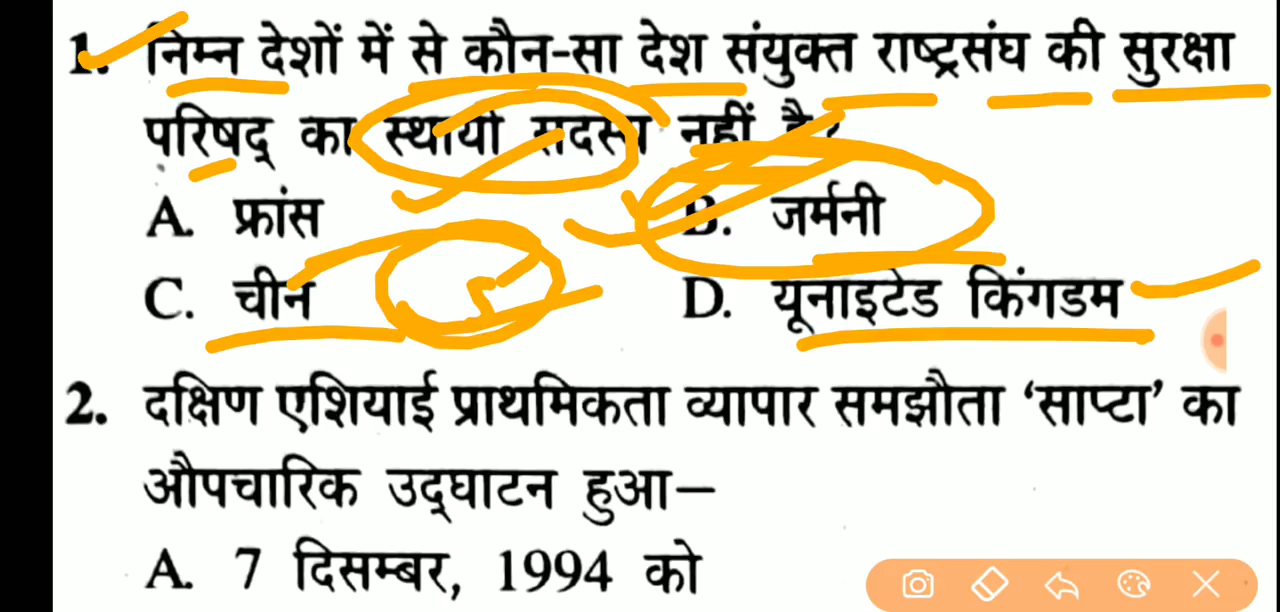 1. निम्न देशों में से कौन-सा देश संयुक्त राष्ट्रसंघ की सुरक्षा
परिषद् का स्थायी सदस्य नहीं है?
A. फ्रांस B. जर्मनी
C. चीन 5 D. यूनाइटेड किंगडम
2. दक्षिण एशियाई प्राथमिकता व्यापार समझौता ‘साप्टा’ का
औपचारिक उद्घाटन हुआ—
A. 7 दिसम्बर, 1994 को